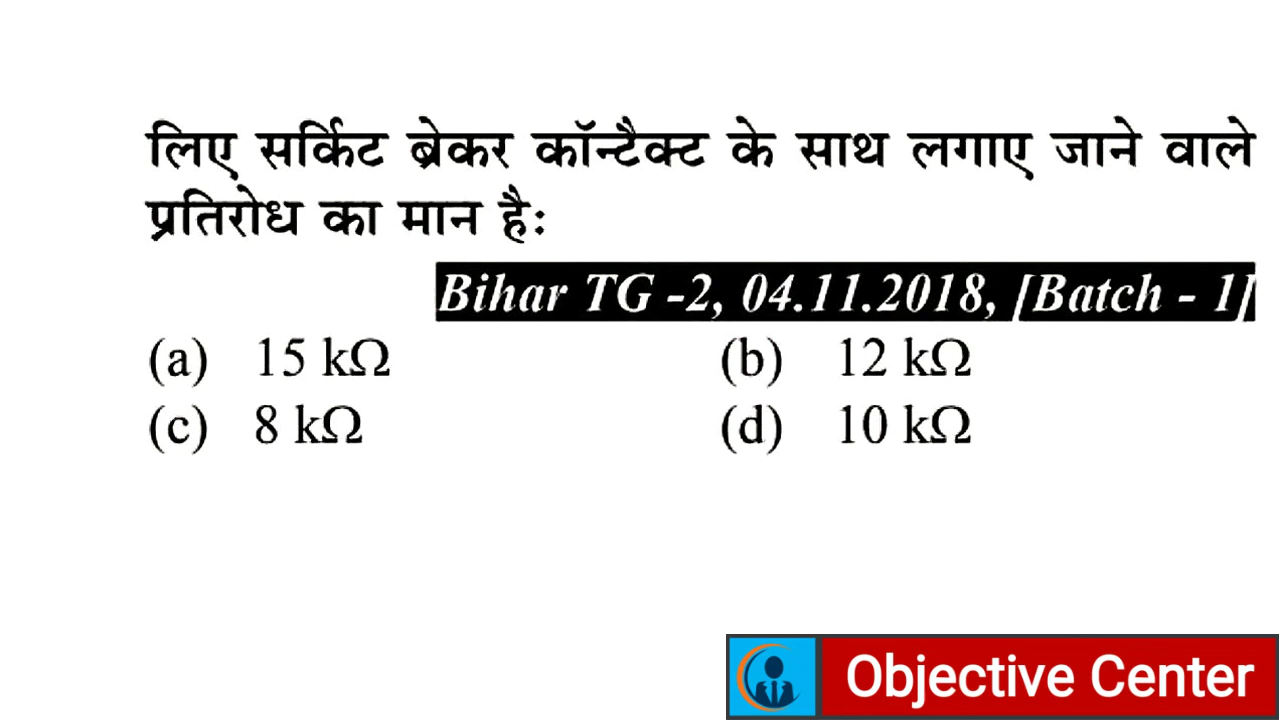 लिए सर्किट ब्रेकर कॉन्टैक्ट के साथ लगाए जाने वाले
प्रतिरोध का मान है:
Bihar TG -2, 04.11.2018, [Batch - 1]
(a) 15 kΩ (b) 12 kΩ
(c) 8 kΩ (d) 10 kΩ
Objective Center